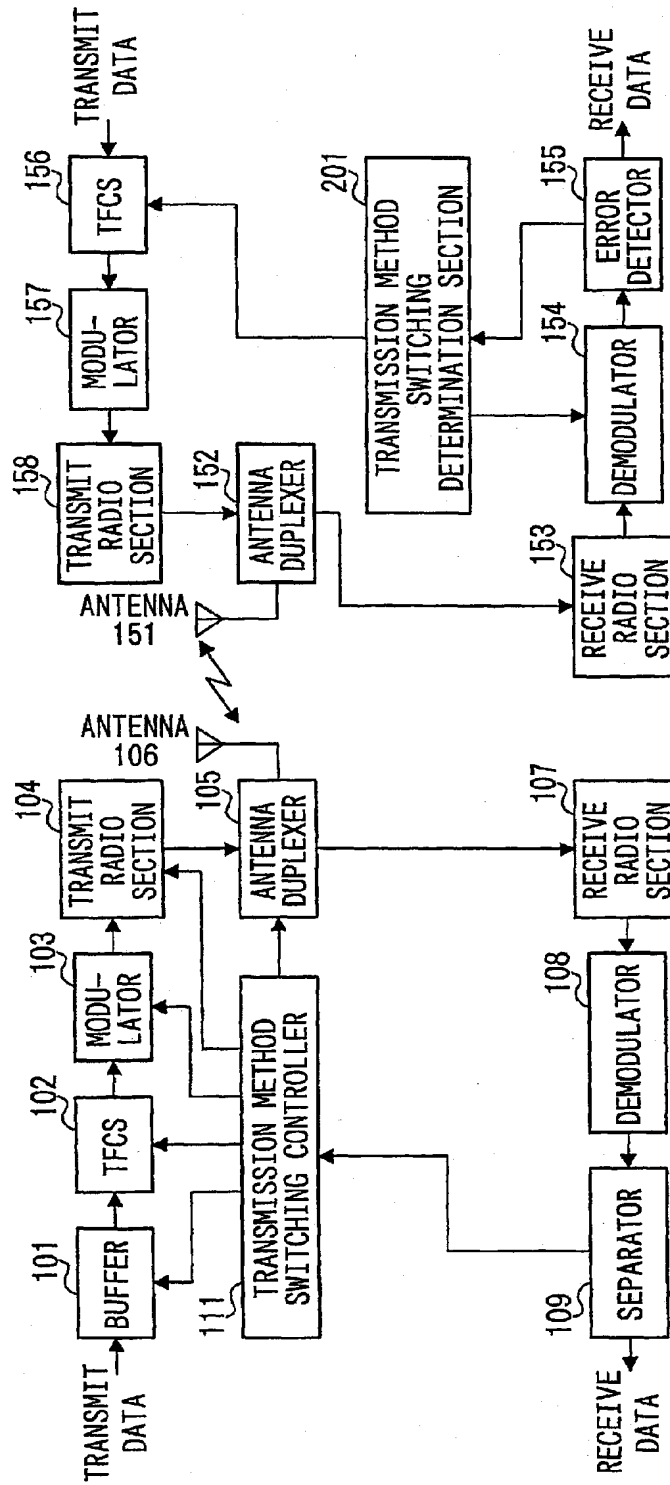 TRANSMIT
DATA
101
BUFFER
102
TFCS
103
MODU-
LATOR
104
TRANSMIT
RADIO
SECTION
111
TRANSMISSION METHOD
SWITCHING CONTROLLER
105
ANTENNA
DUPLEXER
ANTENNA
106
RECEIVE
DATA
109
SEPARATOR
108
DEMODULATOR
107
RECEIVE
RADIO
SECTION
ANTENNA
151
158
TRANSMIT
RADIO
SECTION
157
MODU-
LATOR
156
TFCS
TRANSMIT
DATA
152
ANTENNA
DUPLEXER
201
TRANSMISSION METHOD
SWITCHING
DETERMINATION SECTION
153
RECEIVE
RADIO
SECTION
154
DEMODULATOR
155
ERROR
DETECTOR
RECEIVE
DATA